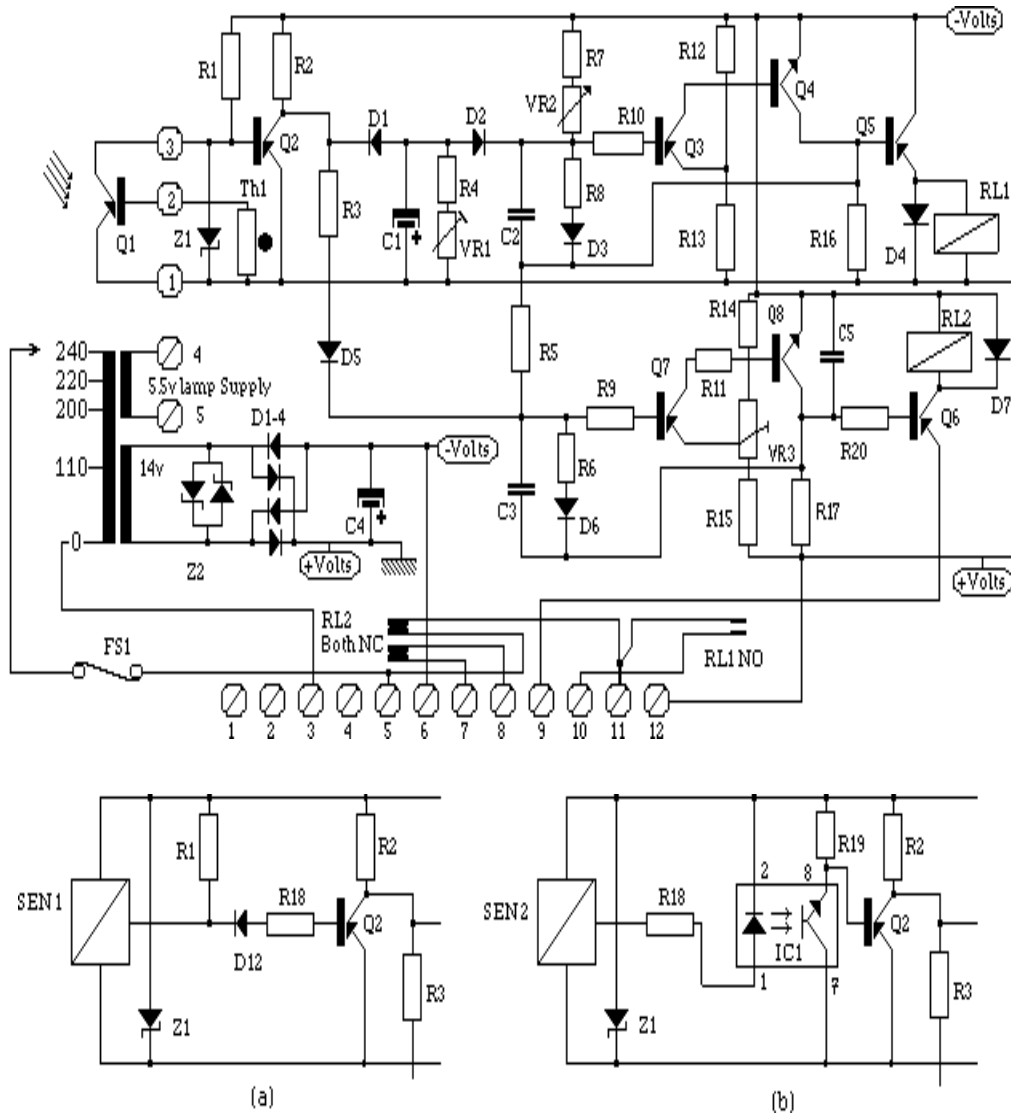 -Volts
R1
R2
R7
R12
VR2
Q4
3
Q2
D1
D2
R10
Q3
Q5
2
Th1
R3
R4
R8
RL1
Q1
Z1
C1
VR1
C2
D3
R13
R16
D4
1
240
4
D5
R5
R14
Q8
C5
RL2
220
5.5v lamp Supply
200
5
D1-4
R9
Q7
R11
R20
Q6
D7
110
14v
-Volts
R6
VR3
0
C4
C3
D6
R15
R17
Z2
+Volts
+Volts
RL2
Both NC
FS1
RL1 NO
1
2
3
4
5
6
7
8
9
10
11
12
R1
R2
SEN1
R18
Q2
D12
R3
Z1
(a)
R19
R2
2
8
SEN2
R18
Q2
IC1
1
7
R3
Z1
(b)